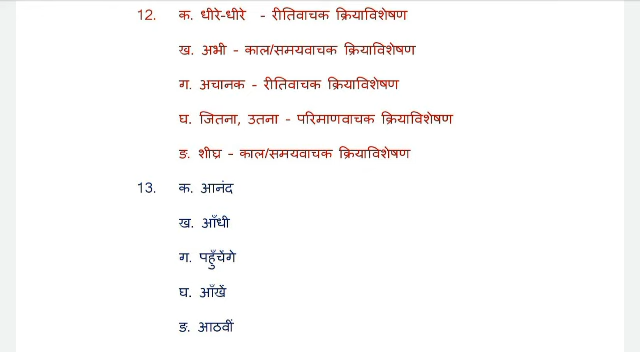 12. क. धीरे-धीरे - रीतिवाचक क्रियाविशेषण
ख. अभी - काल/समयवाचक क्रियाविशेषण
ग. अचानक - रीतिवाचक क्रियाविशेषण
घ. जितना, उतना - परिमाणवाचक क्रियाविशेषण
ङ. शीघ्र - काल/समयवाचक क्रियाविशेषण
13. क. आनंद
ख. आँधी
ग. पहुँचेंगे
घ. आँखें
ङ. आठवीं